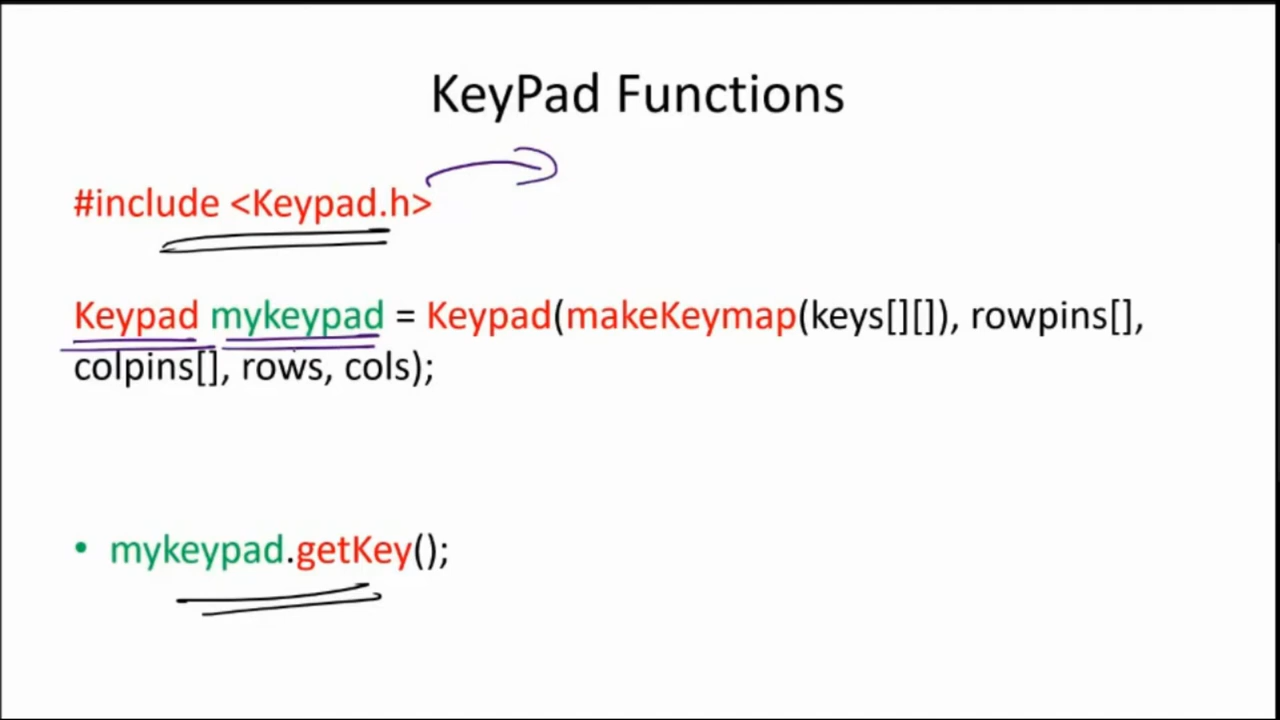 KeyPad Functions
#include <Keypad.h>
Keypad mykeypad = Keypad(makeKeymap(keys[][]), rowpins[],
colpins[], rows, cols);
• mykeypad.getKey();